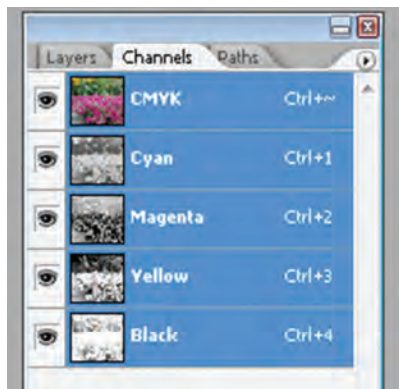 Layers Channels Paths
CMYK Ctrl+~
Cyan Ctrl+1
Magenta Ctrl+2
Yellow Ctrl+3
Black Ctrl+4